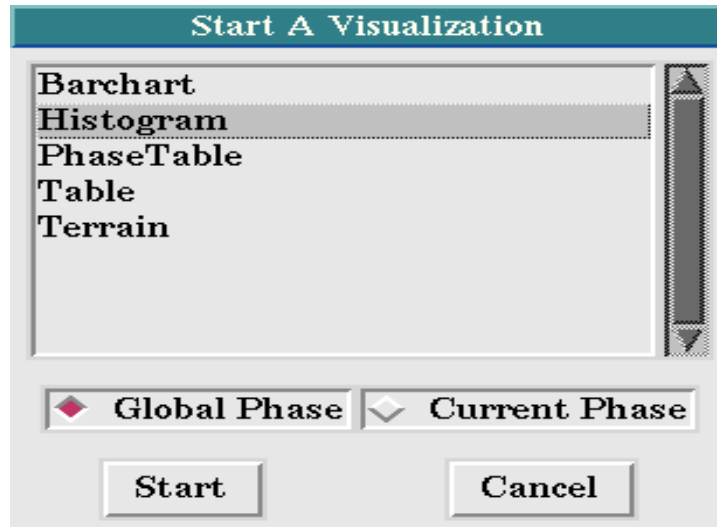 Start A Visualization
Barchart
Histogram
PhaseTable
Table
Terrain
Global Phase Current Phase
Start Cancel